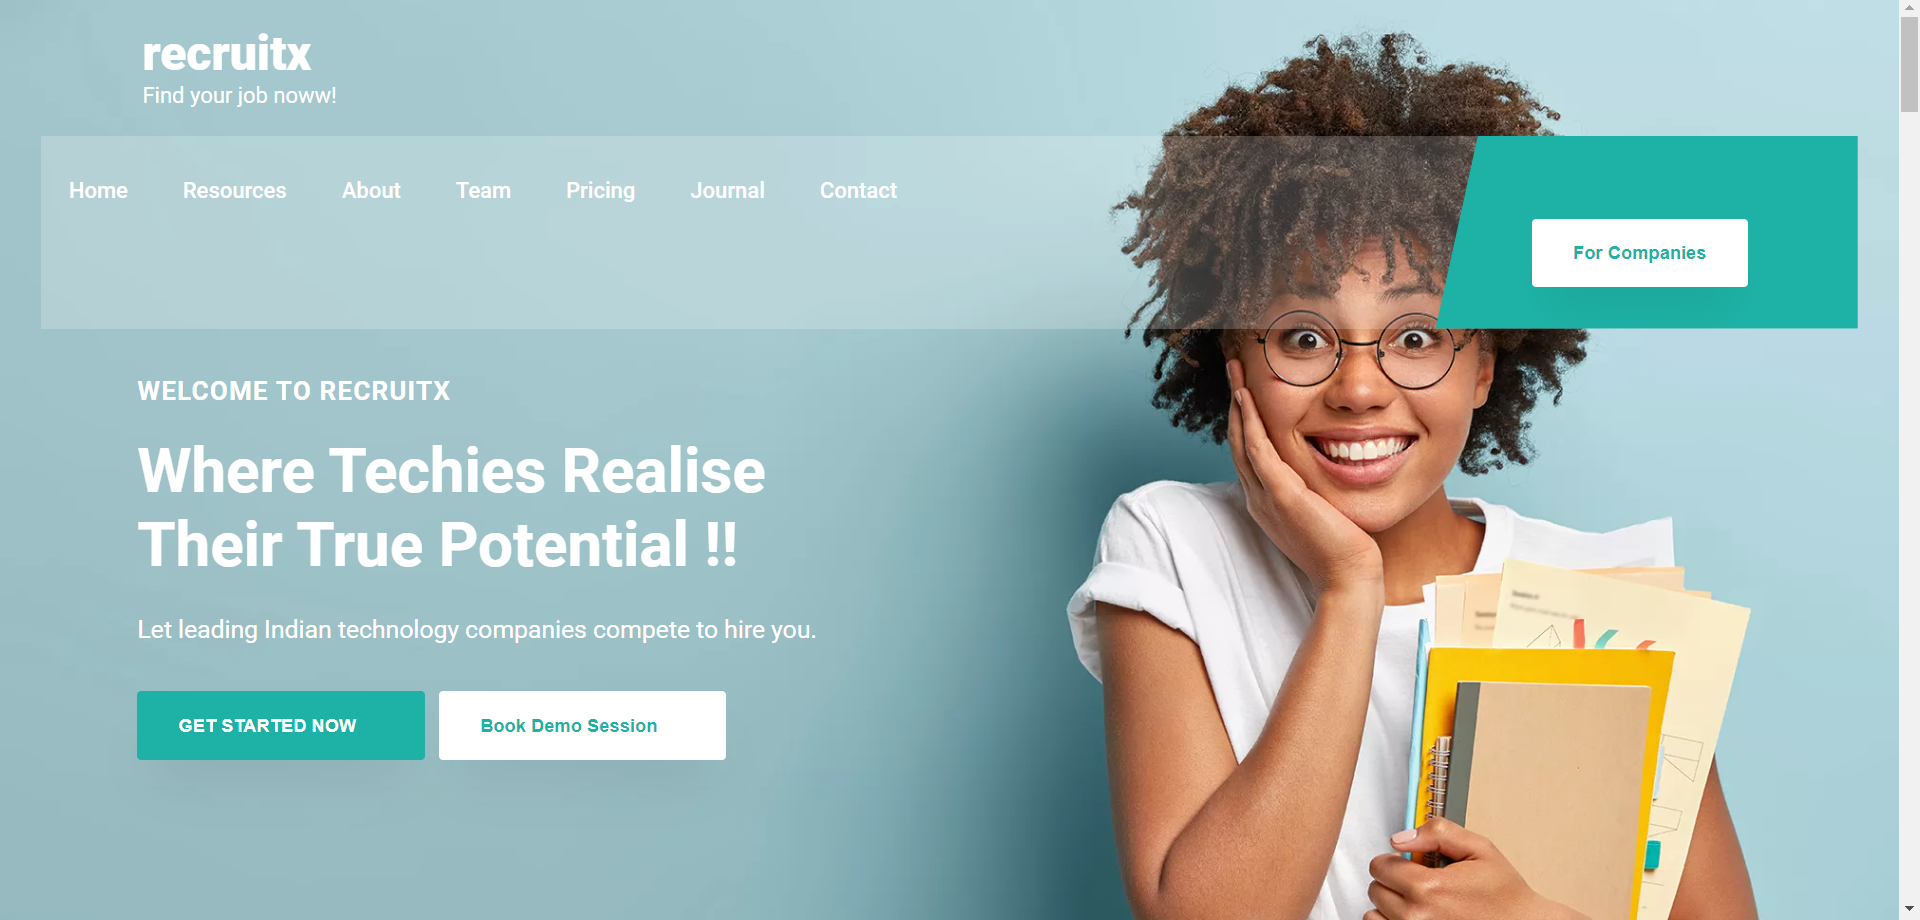 recruitx
Find your job noww!
Home Resources About Team Pricing Journal Contact
For Companies
WELCOME TO RECRUITX
Where Techies Realise
Their True Potential !!
Let leading Indian technology companies compete to hire you.
GET STARTED NOW Book Demo Session